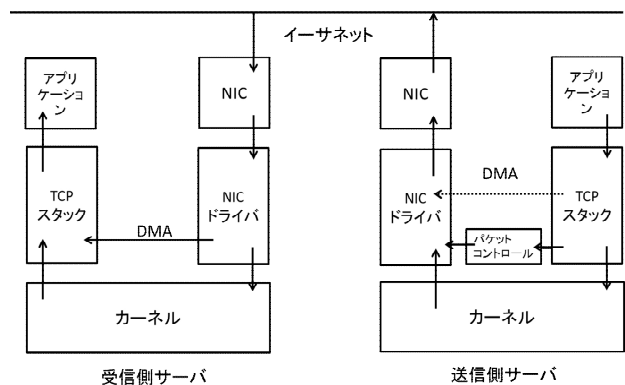 イーサネット
アプリ
ケーショ
ン
NIC
NIC
アプリ
ケーショ
ン
TCP
スタック
DMA
NIC
ドライバ
NIC
ドライバ
DMA
パケット
コントロール
TCP
スタック
カーネル
カーネル
受信側サーバ
送信側サーバ